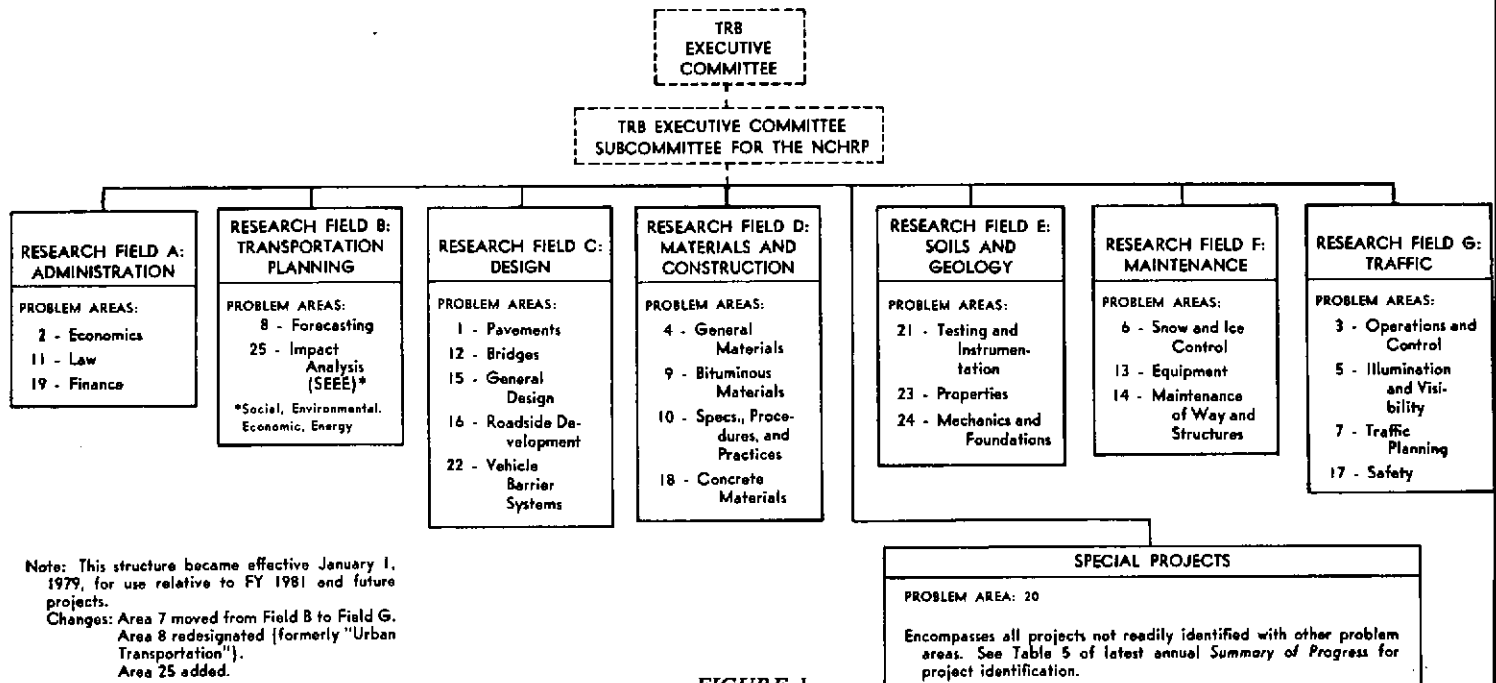 TRB
EXECUTIVE
COMMITTEE
TRB EXECUTIVE COMMITTEE
SUBCOMMITTEE FOR THE NCHRP
RESEARCH FIELD A:
ADMINISTRATION
PROBLEM AREAS:
2 - Economics
11 - Law
19 - Finance
RESEARCH FIELD B:
TRANSPORTATION
PLANNING
PROBLEM AREAS:
8 - Forecasting
25 - Impact
Analysis
(SEEE)*
*Social, Environmental,
Economic, Energy
RESEARCH FIELD C:
DESIGN
PROBLEM AREAS:
1 - Pavements
12 - Bridges
15 - General
Design
16 - Roadside De-
velopment
22 - Vehicle
Barrier
Systems
RESEARCH FIELD D:
MATERIALS AND
CONSTRUCTION
PROBLEM AREAS:
4 - General
Materials
9 - Bituminous
Materials
10 - Specs., Proce-
dures, and
Practices
18 - Concrete
Materials
RESEARCH FIELD E:
SOILS AND
GEOLOGY
PROBLEM AREAS:
21 - Testing and
Instrumen-
tation
23 - Properties
24 - Mechanics and
Foundations
RESEARCH FIELD F:
MAINTENANCE
PROBLEM AREAS:
6 - Snow and Ice
Control
13 - Equipment
14 - Maintenance
of Way and
Structures
RESEARCH FIELD G:
TRAFFIC
PROBLEM AREAS:
3 - Operations and
Control
5 - Illumination
and Visi-
bility
7 - Traffic
Planning
17 - Safety
Note: This structure became effective January 1,
1979, for use relative to FY 1981 and future
projects.
Changes: Area 7 moved from Field B to Field G.
Area 8 redesignated (formerly "Urban
Transportation").
Area 25 added.
SPECIAL PROJECTS
PROBLEM AREA: 20
Encompasses all projects not readily identified with other problem
areas. See Table 5 of latest annual Summary of Progress for
project identification.